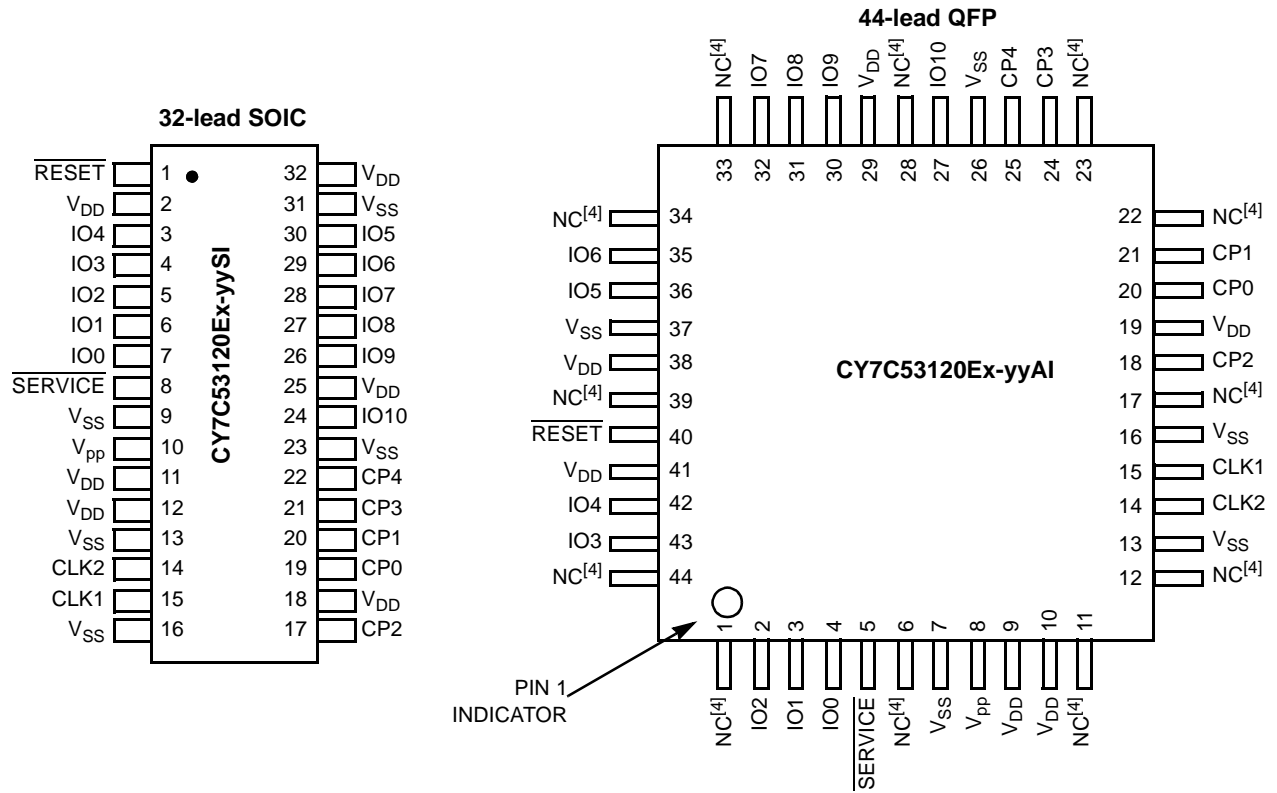 44-lead QFP
NC[4] IO7 IO8 IO9 VDD NC[4] IO10 VSS CP4 CP3 NC[4]
33 32 31 30 29 28 27 26 25 24 23
32-lead SOIC
RESET 1 32 VDD
VDD 2 31 VSS
IO4 3 30 IO5
IO3 4 29 IO6
IO2 5 28 IO7
IO1 6 27 IO8
IO0 7 26 IO9
SERVICE 8 25 VDD
VSS 9 24 IO10
Vpp 10 23 VSS
VDD 11 22 CP4
VDD 12 21 CP3
VSS 13 20 CP1
CLK2 14 19 CP0
CLK1 15 18 VDD
VSS 16 17 CP2
CY7C53120Ex-yySI
NC[4] 34 22 NC[4]
IO6 35 21 CP1
IO5 36 20 CP0
VSS 37 19 VDD
VDD 38 18 CP2
CY7C53120Ex-yyAI
NC[4] 39 17 NC[4]
RESET 40 16 VSS
VDD 41 15 CLK1
IO4 42 14 CLK2
IO3 43 13 VSS
NC[4] 44 12 NC[4]
1 2 3 4 5 6 7 8 9 10 11
NC[4] IO2 IO1 IO0 SERVICE NC[4] VSS Vpp VDD VDD NC[4]
PIN 1
INDICATOR